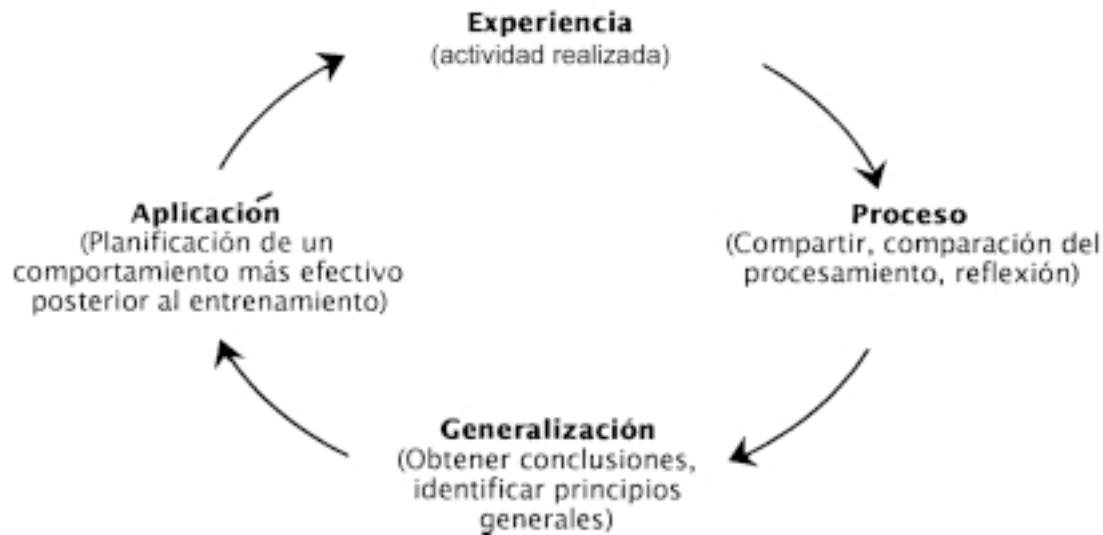 Experiencia
(actividad realizada)
Proceso
(Compartir, comparación del
procesamiento, reflexión)
Generalización
(Obtener conclusiones,
identificar principios
generales)
Aplicación
(Planificación de un
comportamiento más efectivo
posterior al entrenamiento)